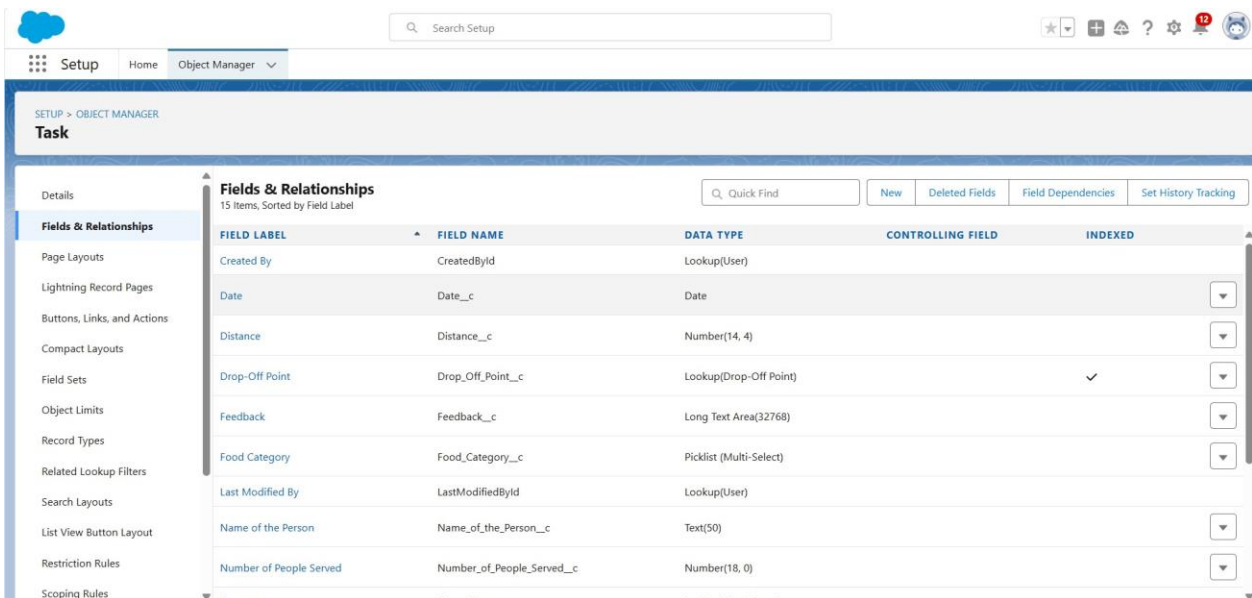 Search Setup
12
Setup Home Object Manager
SETUP > OBJECT MANAGER
Task
Details
Fields & Relationships
Page Layouts
Lightning Record Pages
Buttons, Links, and Actions
Compact Layouts
Field Sets
Object Limits
Record Types
Related Lookup Filters
Search Layouts
List View Button Layout
Restriction Rules
Scoping Rules
Fields & Relationships
15 Items, Sorted by Field Label
Quick Find New Deleted Fields Field Dependencies Set History Tracking
FIELD LABEL FIELD NAME DATA TYPE CONTROLLING FIELD INDEXED
Created By CreatedById Lookup(User)
Date Date__c Date
Distance Distance__c Number(14, 4)
Drop-Off Point Drop_Off_Point__c Lookup(Drop-Off Point)
Feedback Feedback__c Long Text Area(32768)
Food Category Food_Category__c Picklist (Multi-Select)
Last Modified By LastModifiedById Lookup(User)
Name of the Person Name_of_the_Person__c Text(50)
Number of People Served Number_of_People_Served__c Number(18, 0)